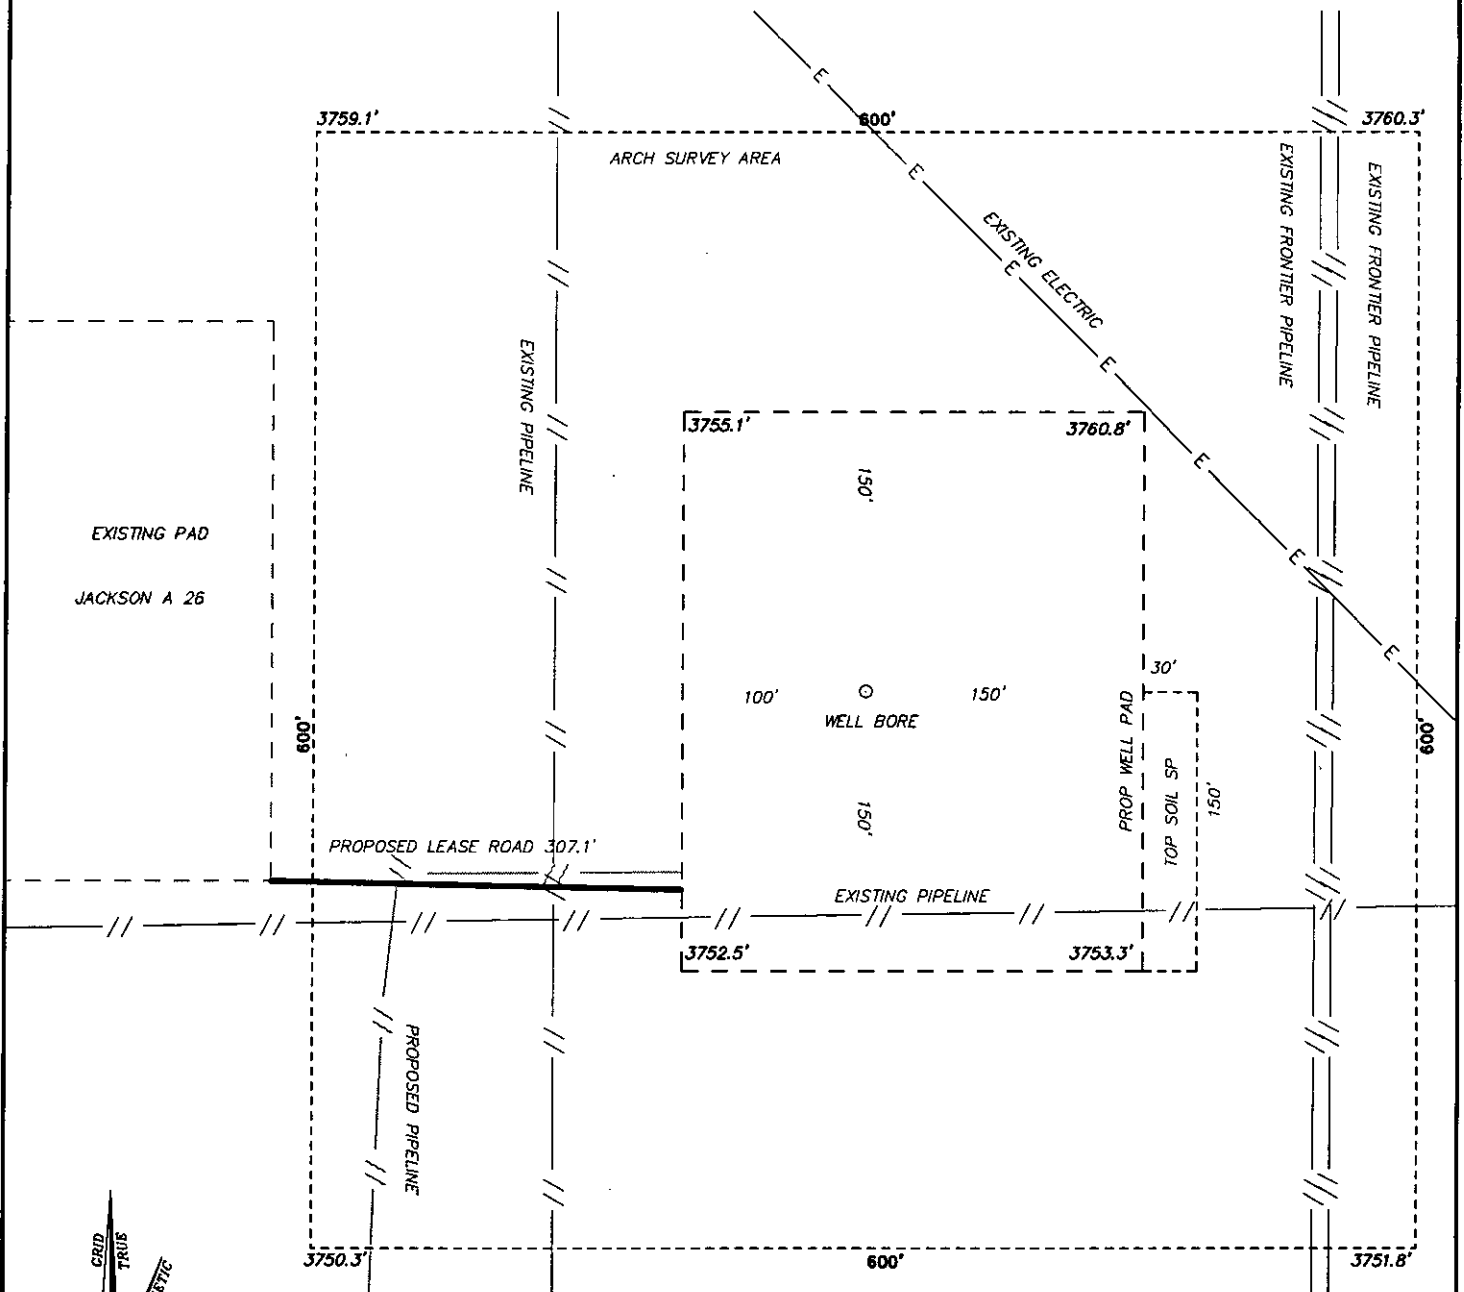 3759.1'
600'
3760.3'
ARCH SURVEY AREA
E
E
EXISTING ELECTRIC
E
E
E
E
E
EXISTING FRONTIER PIPELINE
EXISTING FRONTIER PIPELINE
EXISTING PIPELINE
3755.1'
3760.8'
150'
EXISTING PAD
JACKSON A 26
100'
WELL BORE
150'
150'
30'
PROP WELL PAD
TOP SOIL SP
150'
600'
600'
PROPOSED LEASE ROAD 307.1'
EXISTING PIPELINE
3752.5'
3753.3'
PROPOSED PIPELINE
GRID
TRUE
3750.3'
600'
3751.8'